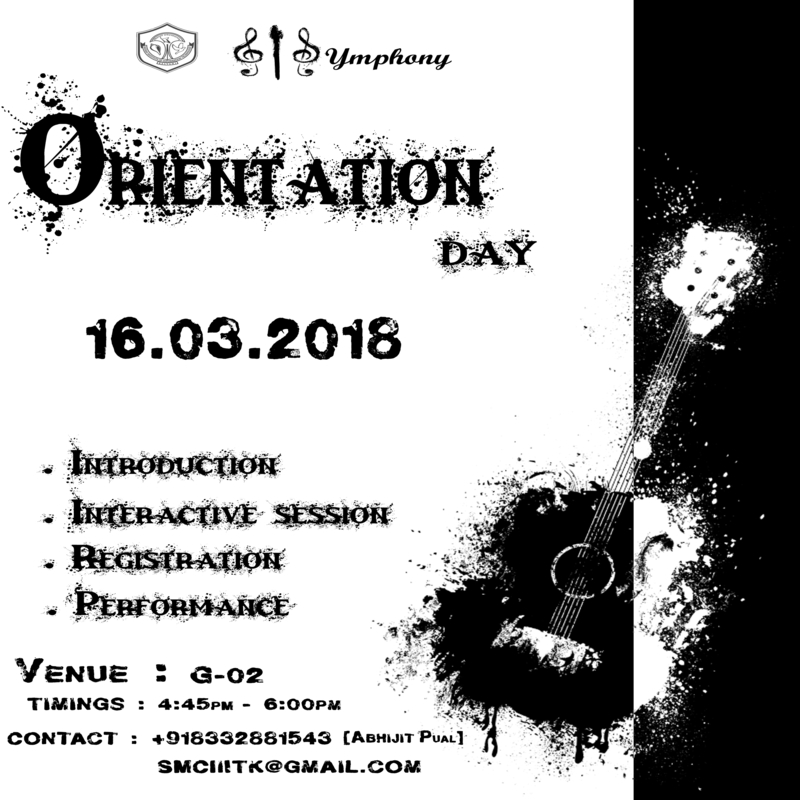 Symphony
Orientation
DAY
16.03.2018
. Introduction
. Interactive session
. Registration
. Performance
Venue : G-02
TIMINGS : 4:45PM - 6:00PM
CONTACT : +918332881543 [Abhijit Pual]
SMCIIITK@GMAIL.COM